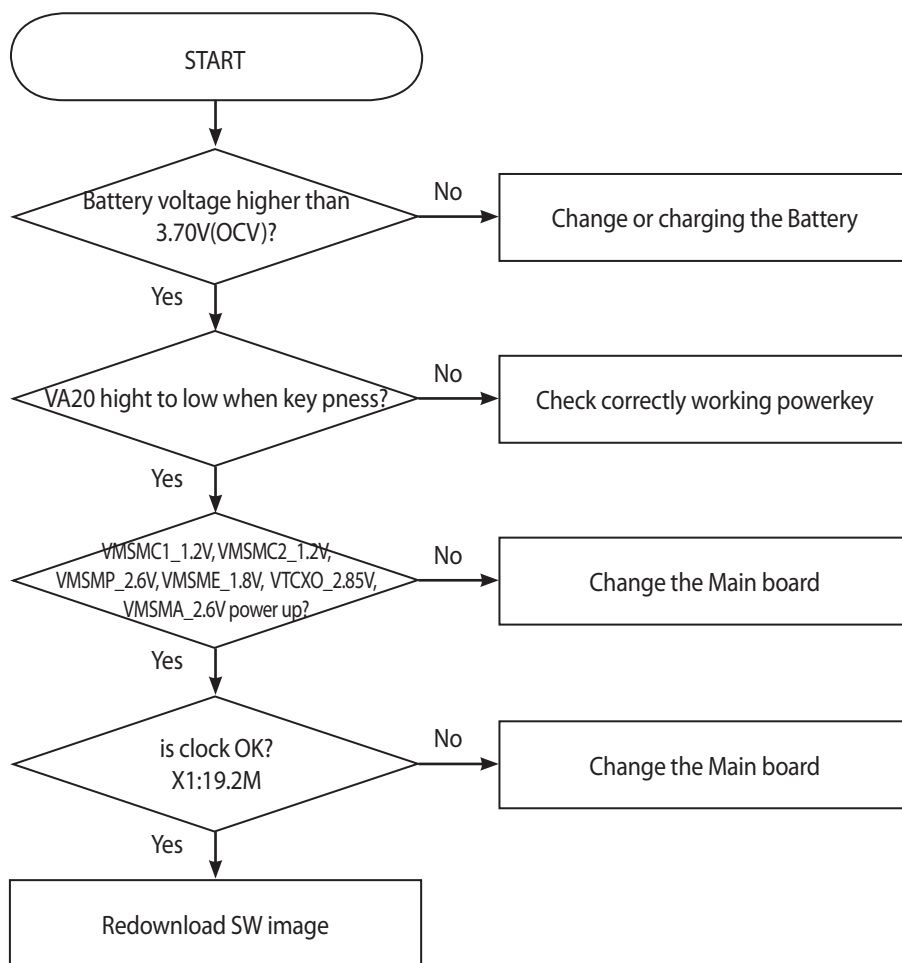 START
Battery voltage higher than
3.70V(OCV)?
No
Change or charging the Battery
Yes
VA20 hight to low when key pness?
No
Check correctly working powerkey
Yes
VMSMC1_1.2V, VMSMC2_1.2V,
VMSMP_2.6V, VMSME_1.8V, VTCXO_2.85V,
VMSMA_2.6V power up?
No
Change the Main board
Yes
is clock OK?
X1:19.2M
No
Change the Main board
Yes
Redownload SW image